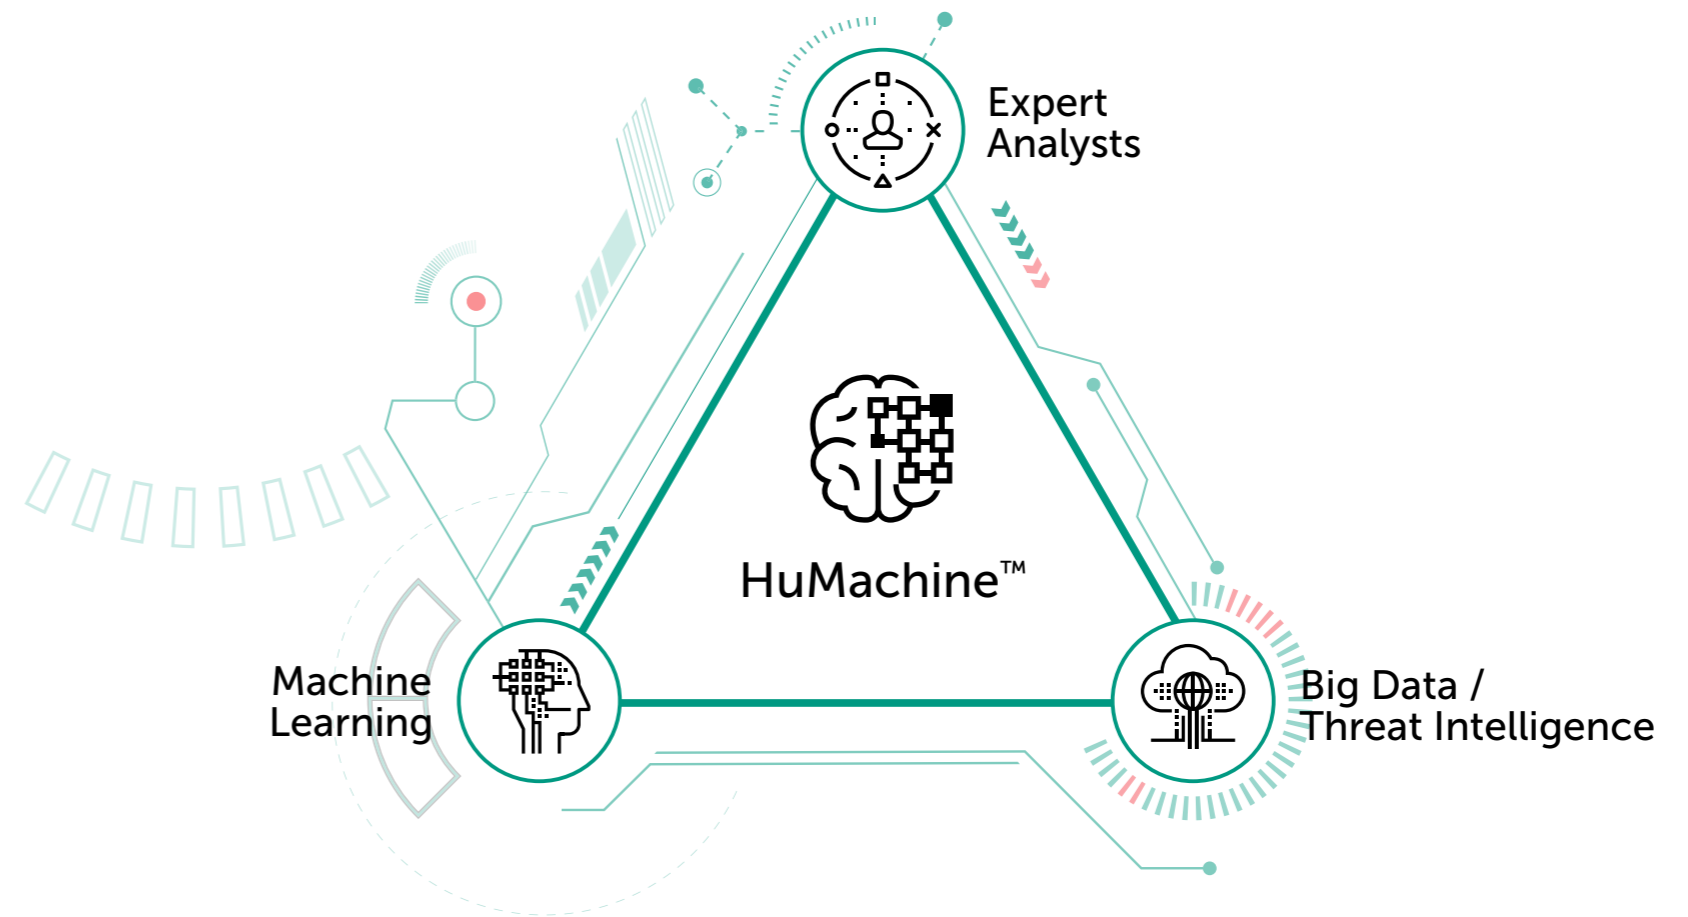 Expert
Analysts
HuMachine™
Machine
Learning
Big Data /
Threat Intelligence